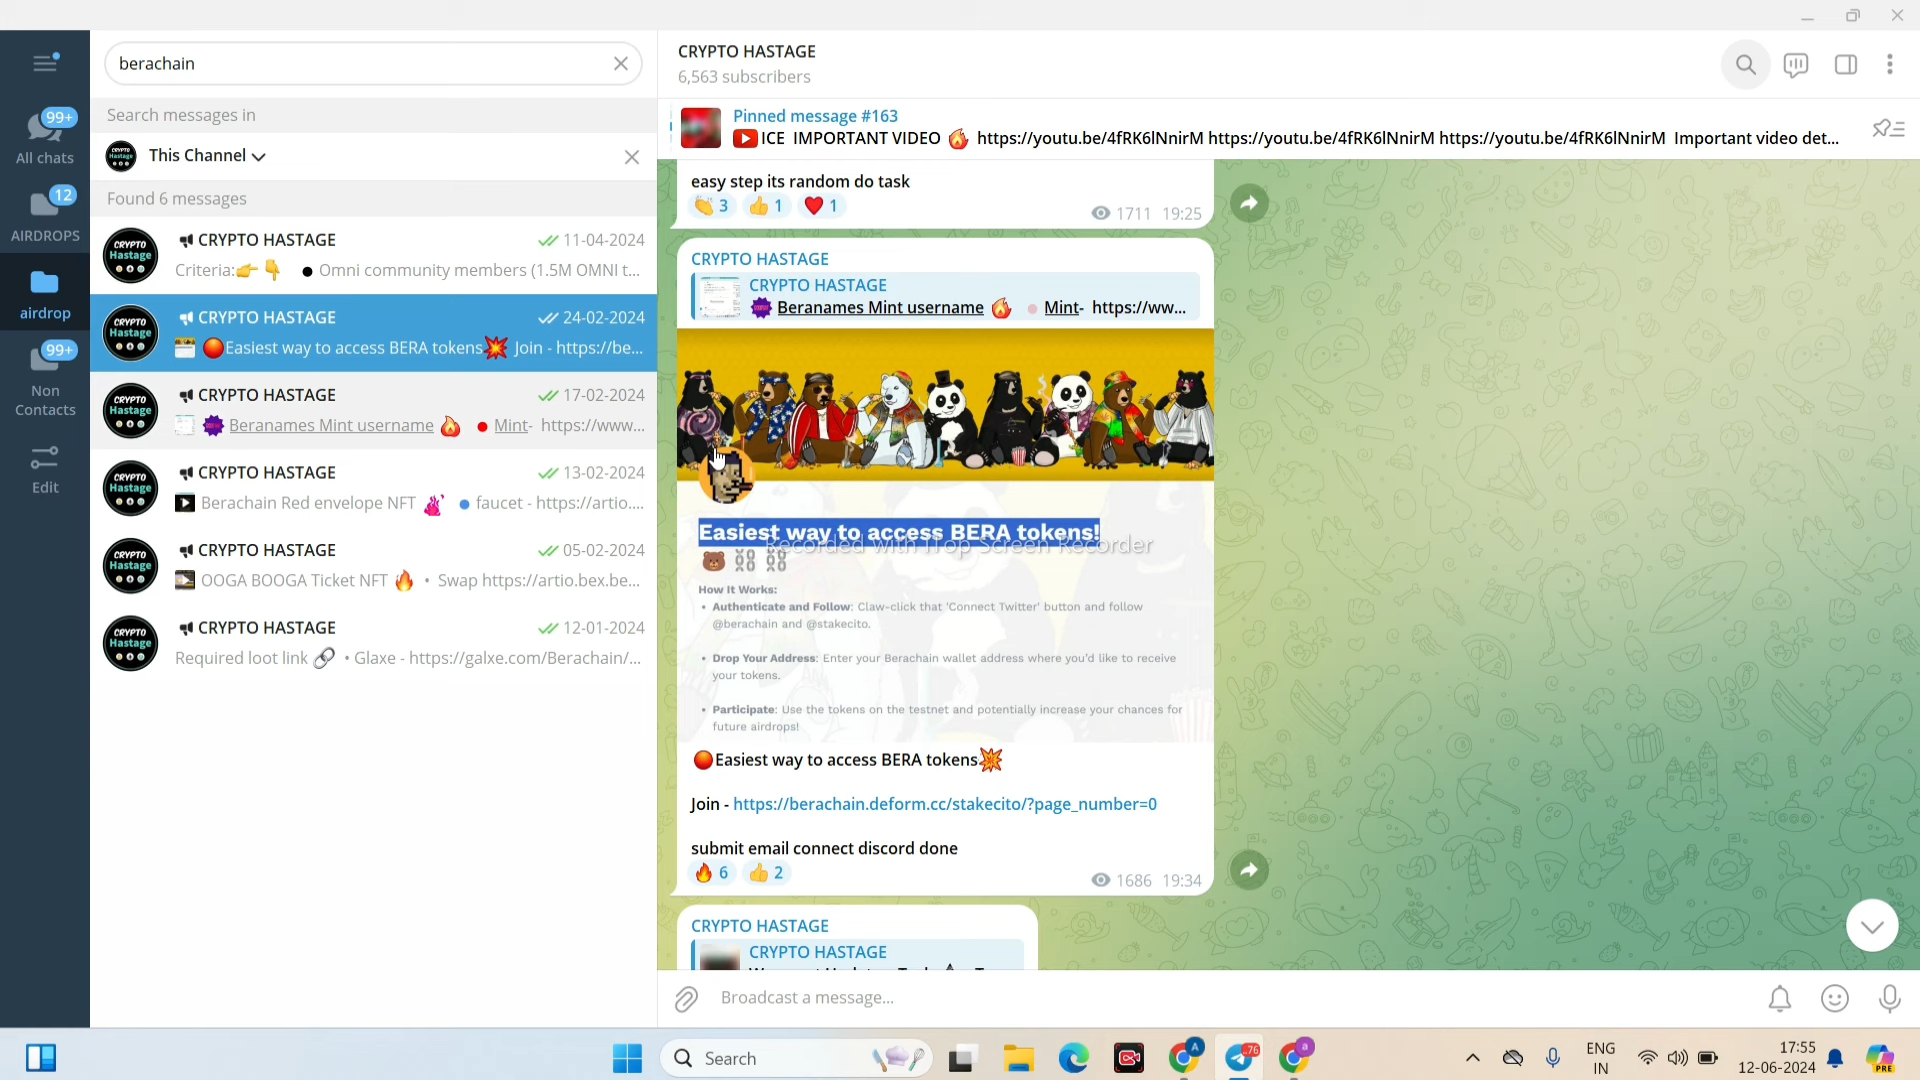 berachain
Search messages in
This Channel
Found 6 messages
CRYPTO HASTAGE 11-04-2024
Criteria:👉👇 ● Omni community members (1.5M OMNI t...
CRYPTO HASTAGE 24-02-2024
🔴Easiest way to access BERA tokens💥 Join - https://be...
CRYPTO HASTAGE 17-02-2024
Beranames Mint username 🔥 🔴 Mint- https://www...
CRYPTO HASTAGE 13-02-2024
Berachain Red envelope NFT 🔵 faucet - https://artio....
CRYPTO HASTAGE 05-02-2024
OOGA BOOGA Ticket NFT 🔥 • Swap https://artio.bex.be...
CRYPTO HASTAGE 12-01-2024
Required loot link 🔗 • Glaxe - https://galxe.com/Berachain/...
99+
All chats
12
AIRDROPS
airdrop
99+
Non
Contacts
Edit
CRYPTO HASTAGE
6,563 subscribers
Pinned message #163
ICE IMPORTANT VIDEO 🔥 https://youtu.be/4fRK6lNnirM https://youtu.be/4fRK6lNnirM https://youtu.be/4fRK6lNnirM Important video det...
easy step its random do task
👏 3 👍 1 ❤️ 1 1711 19:25
CRYPTO HASTAGE
CRYPTO HASTAGE
Beranames Mint username 🔥 🔴 Mint- https://ww...
Easiest way to access BERA tokens!
Recorded with iTop Screen Recorder
🐻⛓⛓
How It Works:
• Authenticate and Follow: Claw-click that 'Connect Twitter' button and follow
@berachain and @stakecito.
• Drop Your Address: Enter your Berachain wallet address where you'd like to receive
your tokens.
• Participate: Use the tokens on the testnet and potentially increase your chances for
future airdrops!
🔴Easiest way to access BERA tokens💥
Join - https://berachain.deform.cc/stakecito/?page_number=0
submit email connect discord done
🔥 6 👍 2 1686 19:34
CRYPTO HASTAGE
CRYPTO HASTAGE
Broadcast a message...
Search
.76
ENG
IN
17:55
12-06-2024
PRE